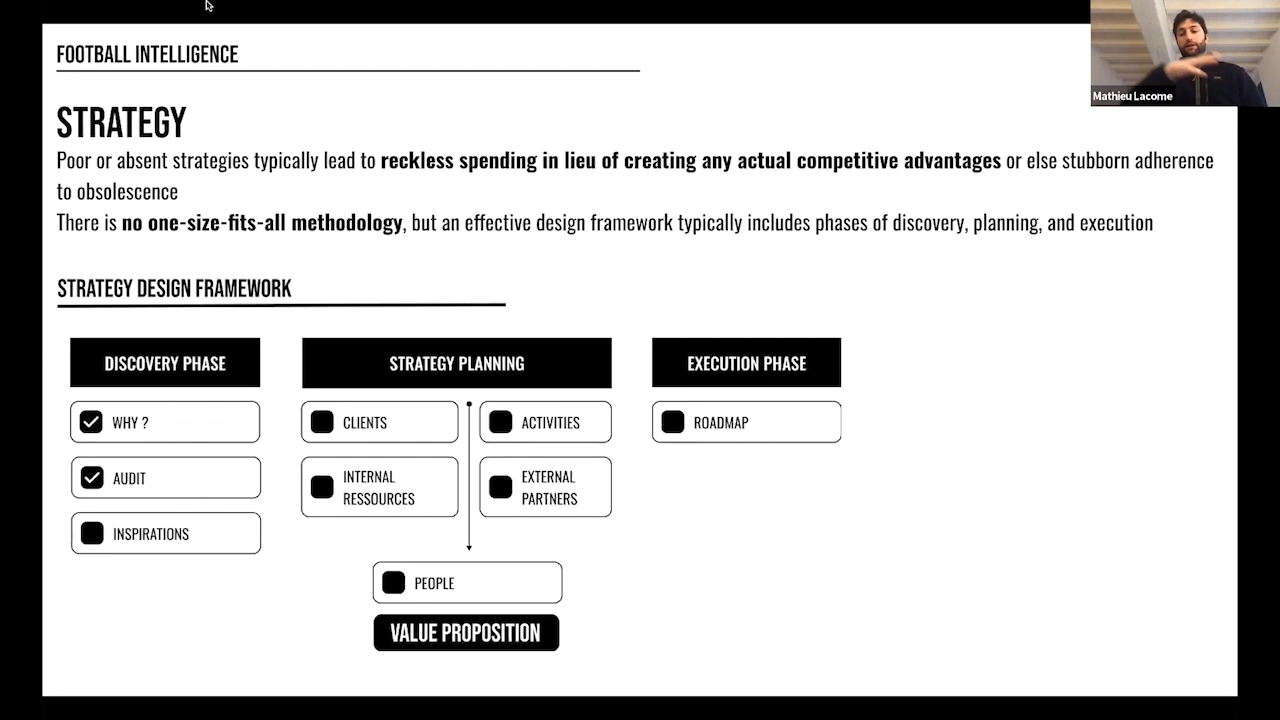 FOOTBALL INTELLIGENCE
Mathieu Lacome
STRATEGY
Poor or absent strategies typically lead to reckless spending in lieu of creating any actual competitive advantages or else stubborn adherence
to obsolescence
There is no one-size-fits-all methodology, but an effective design framework typically includes phases of discovery, planning, and execution
STRATEGY DESIGN FRAMEWORK
DISCOVERY PHASE
WHY ?
AUDIT
INSPIRATIONS
STRATEGY PLANNING
CLIENTS
ACTIVITIES
INTERNAL
RESSOURCES
EXTERNAL
PARTNERS
PEOPLE
VALUE PROPOSITION
EXECUTION PHASE
ROADMAP